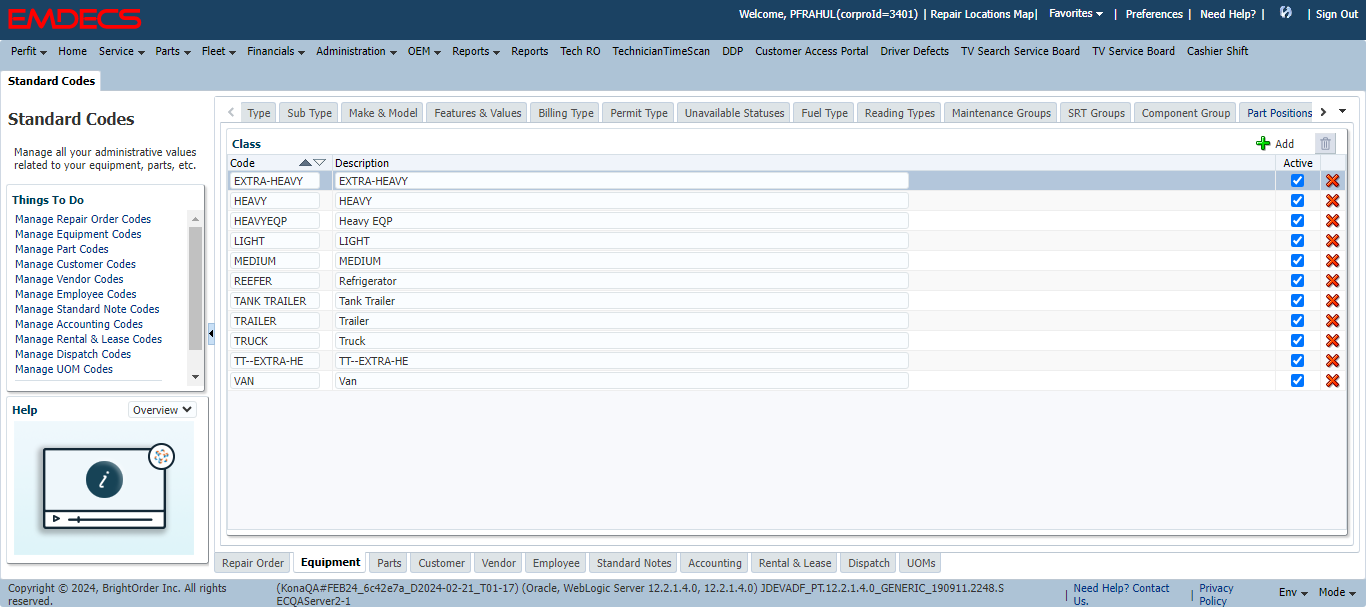 EMDECS
Welcome, PFRAHUL(corproId=3401) | Repair Locations Map| Favorites | Preferences | Need Help? | | Sign Out
Perfit Home Service Parts Fleet Financials Administration OEM Reports Reports Tech RO TechnicianTimeScan DDP Customer Access Portal Driver Defects TV Search Service Board TV Service Board Cashier Shift
Standard Codes
Standard Codes
Manage all your administrative values
related to your equipment, parts, etc.
Things To Do
Manage Repair Order Codes
Manage Equipment Codes
Manage Part Codes
Manage Customer Codes
Manage Vendor Codes
Manage Employee Codes
Manage Standard Note Codes
Manage Accounting Codes
Manage Rental & Lease Codes
Manage Dispatch Codes
Manage UOM Codes
Help Overview
i
Type Sub Type Make & Model Features & Values Billing Type Permit Type Unavailable Statuses Fuel Type Reading Types Maintenance Groups SRT Groups Component Group Part Positions
Class Add
Code Description Active
EXTRA-HEAVY EXTRA-HEAVY
HEAVY HEAVY
HEAVYEQP Heavy EQP
LIGHT LIGHT
MEDIUM MEDIUM
REEFER Refrigerator
TANK TRAILER Tank Trailer
TRAILER Trailer
TRUCK Truck
TT--EXTRA-HE TT--EXTRA-HE
VAN Van
Repair Order Equipment Parts Customer Vendor Employee Standard Notes Accounting Rental & Lease Dispatch UOMs
Copyright © 2024, BrightOrder Inc. All rights
reserved.
(KonaQA#FEB24_6c42e7a_D2024-02-21_T01-17) (Oracle, WebLogic Server 12.2.1.4.0, 12.2.1.4.0) JDEVADF_PT.12.2.1.4.0_GENERIC_190911.2248.S
ECQAServer2-1
| Need Help? Contact
Us.
| Privacy
Policy
Env Mode